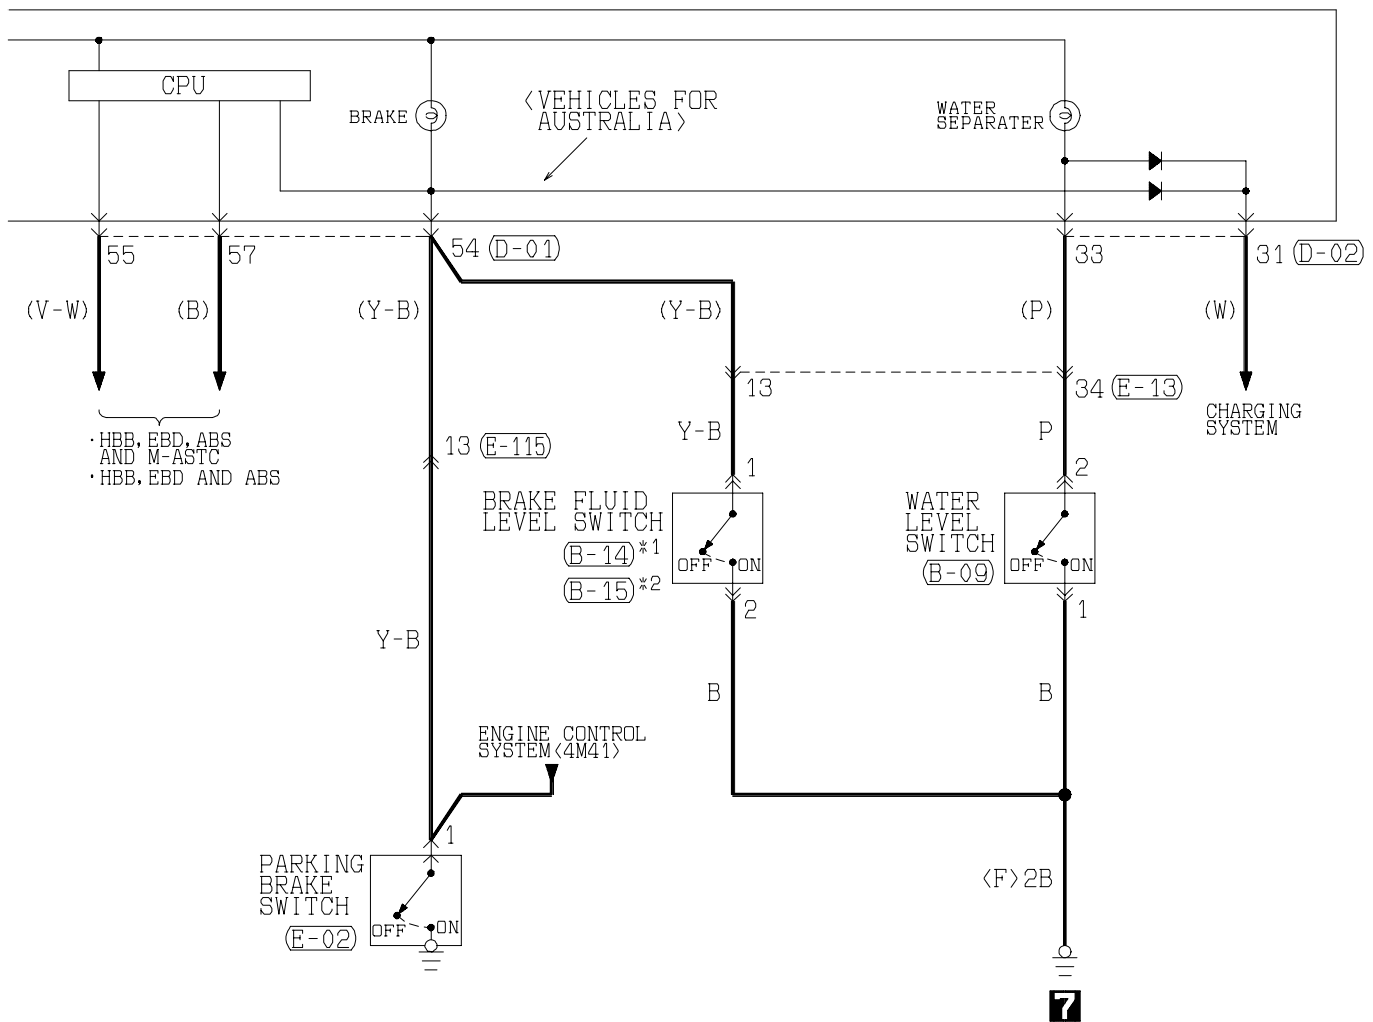 CPU
BRAKE
<VEHICLES FOR
AUSTRALIA>
WATER
SEPARATER
55
57
54 (D-01)
33
31 (D-02)
(V-W)
(B)
(Y-B)
(Y-B)
(P)
(W)
13
34 (E-13)
CHARGING
SYSTEM
·HBB,EBD,ABS
AND M-ASTC
·HBB,EBD AND ABS
13 (E-115)
Y-B
P
1
2
BRAKE FLUID
LEVEL SWITCH
(B-14)*1
(B-15)*2
OFF ON
WATER
LEVEL
SWITCH
(B-09)
OFF ON
2
1
Y-B
B
B
ENGINE CONTROL
SYSTEM<4M41>
1
PARKING
BRAKE
SWITCH
(E-02)
OFF ON
<F>2B
7